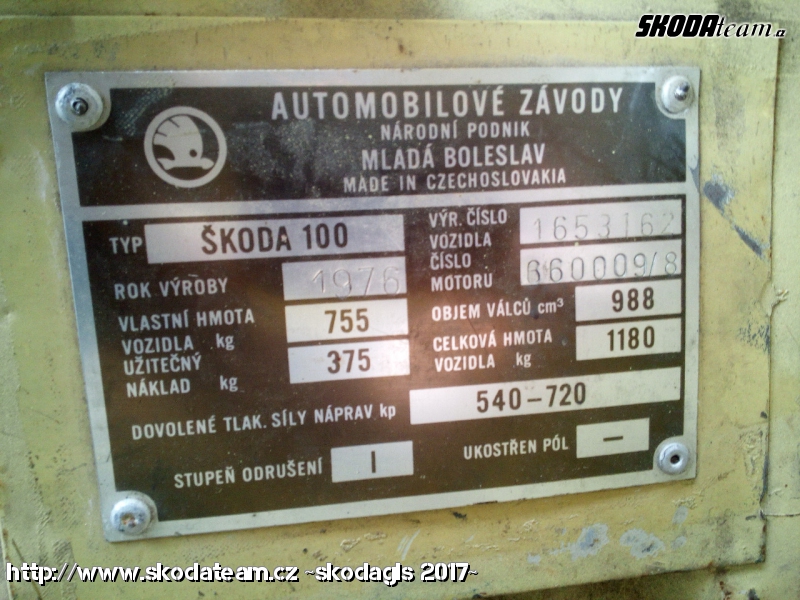 ŠKODAteam.cz
AUTOMOBILOVÉ ZÁVODY
NÁRODNÍ PODNIK
MLADÁ BOLESLAV
MADE IN CZECHOSLOVAKIA
TYP ŠKODA 100
VÝR. ČÍSLO VOZIDLA 1653162
ROK VÝROBY 1976
ČÍSLO MOTORU 660009/8
VLASTNÍ HMOTA VOZIDLA kg 755
OBJEM VÁLCŮ cm³ 988
UŽITEČNÝ NÁKLAD kg 375
CELKOVÁ HMOTA VOZIDLA kg 1180
DOVOLENÉ TLAK. SÍLY NÁPRAV kp 540-720
STUPEŇ ODRUŠENÍ I
UKOSTŘEN PÓL –
http://www.skodateam.cz ~skodagls 2017~